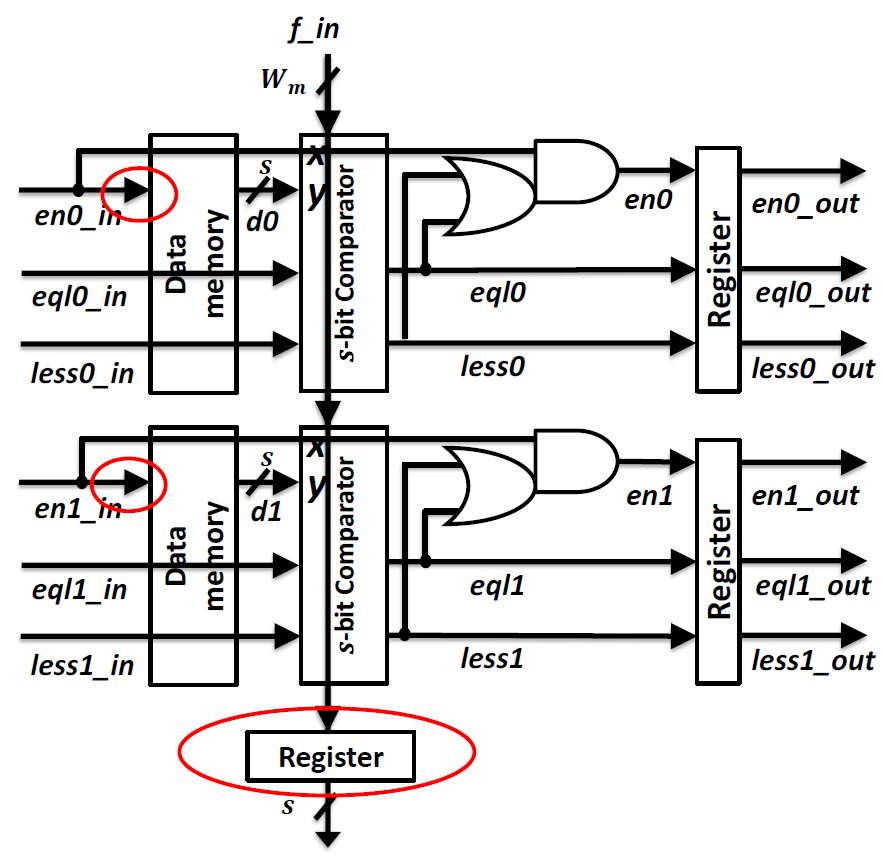 f_in
Wm
x
s
y
en0_in
d0
en0
en0_out
Data memory
s-bit Comparator
Register
eql0_in
eql0
eql0_out
less0_in
less0
less0_out
x
s
y
en1_in
d1
en1
en1_out
Data memory
s-bit Comparator
Register
eql1_in
eql1
eql1_out
less1_in
less1
less1_out
Register
s